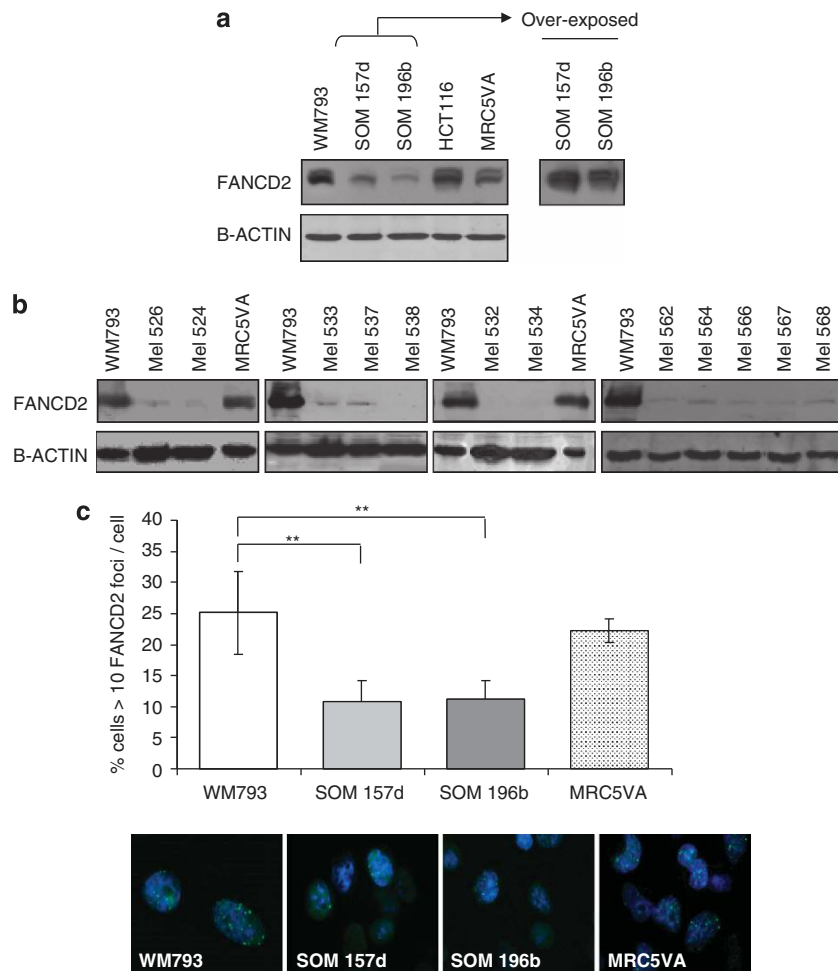 a
Over-exposed
WM793
SOM 157d
SOM 196b
HCT116
MRC5VA
SOM 157d
SOM 196b
FANCD2
B-ACTIN
b
WM793
Mel 526
Mel 524
MRC5VA
WM793
Mel 533
Mel 537
Mel 538
WM793
Mel 532
Mel 534
MRC5VA
WM793
Mel 562
Mel 564
Mel 566
Mel 567
Mel 568
FANCD2
B-ACTIN
c
% cells > 10 FANCD2 foci / cell
40
35
30
25
20
15
10
5
0
**
**
WM793
SOM 157d
SOM 196b
MRC5VA
WM793
SOM 157d
SOM 196b
MRC5VA